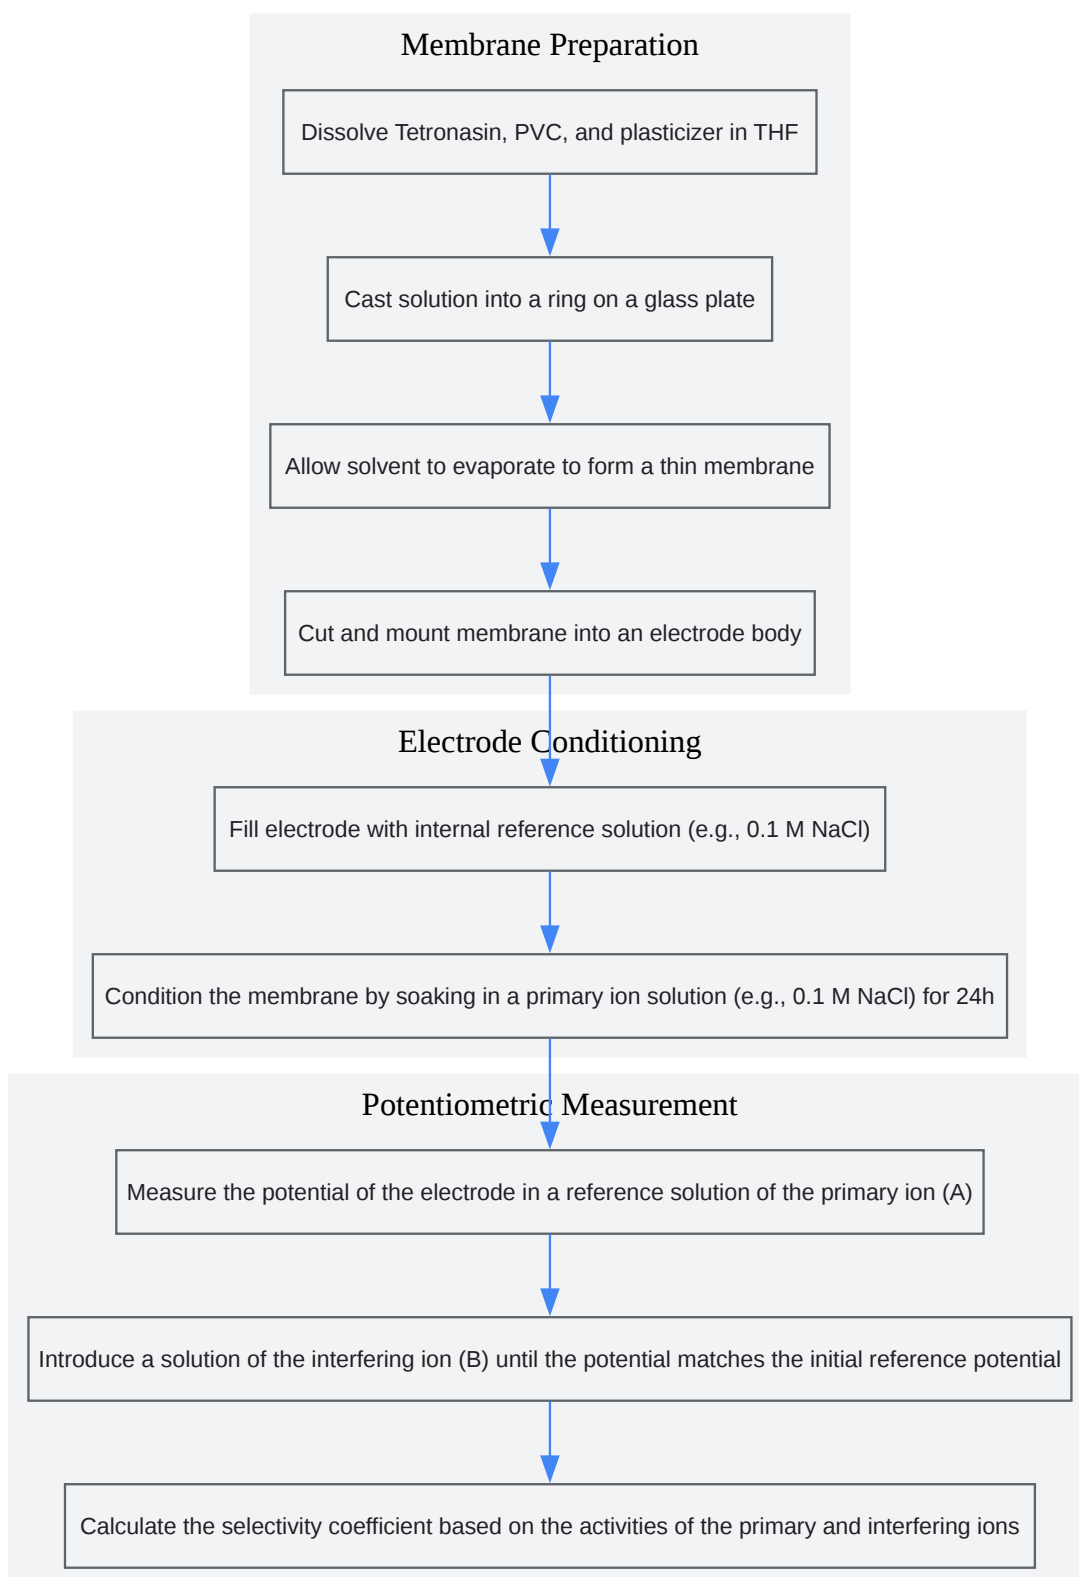 Membrane Preparation
Dissolve Tetronasin, PVC, and plasticizer in THF
Cast solution into a ring on a glass plate
Allow solvent to evaporate to form a thin membrane
Cut and mount membrane into an electrode body
Electrode Conditioning
Fill electrode with internal reference solution (e.g., 0.1 M NaCl)
Condition the membrane by soaking in a primary ion solution (e.g., 0.1 M NaCl) for 24h
Potentiometric Measurement
Measure the potential of the electrode in a reference solution of the primary ion (A)
Introduce a solution of the interfering ion (B) until the potential matches the initial reference potential
Calculate the selectivity coefficient based on the activities of the primary and interfering ions